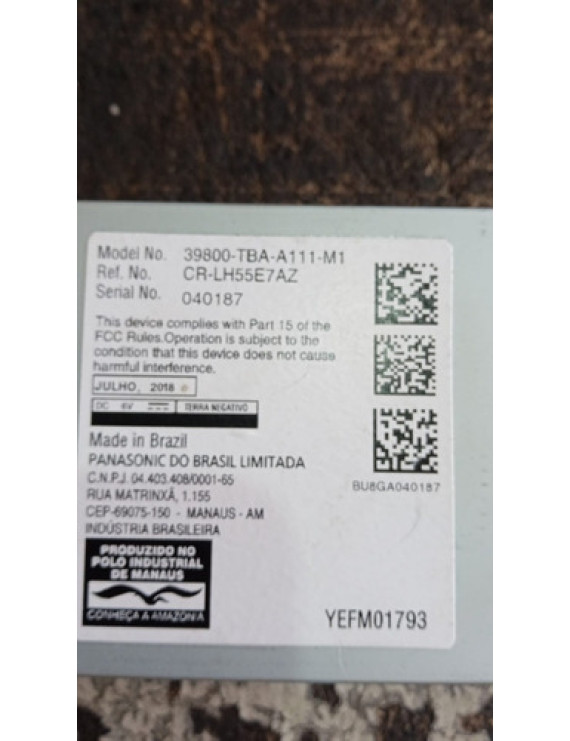 Model No. 39800-TBA-A111-M1
Ref. No. CR-LH55E7AZ
Serial No. 040187
This device complies with Part 15 of the
FCC Rules.Operation is subject to the
condition that this device does not cause
harmful interference.
JULHO, 2018
DC 6V TERRA NEGATIVO
Made in Brazil
PANASONIC DO BRASIL LIMITADA
C.N.P.J. 04.403.408/0001-65
RUA MATRINXÃ, 1.155
CEP-69075-150 - MANAUS - AM
INDÚSTRIA BRASILEIRA
BU8GA040187
PRODUZIDO NO
POLO INDUSTRIAL
DE MANAUS
CONHEÇA A AMAZONIA
YEFM01793